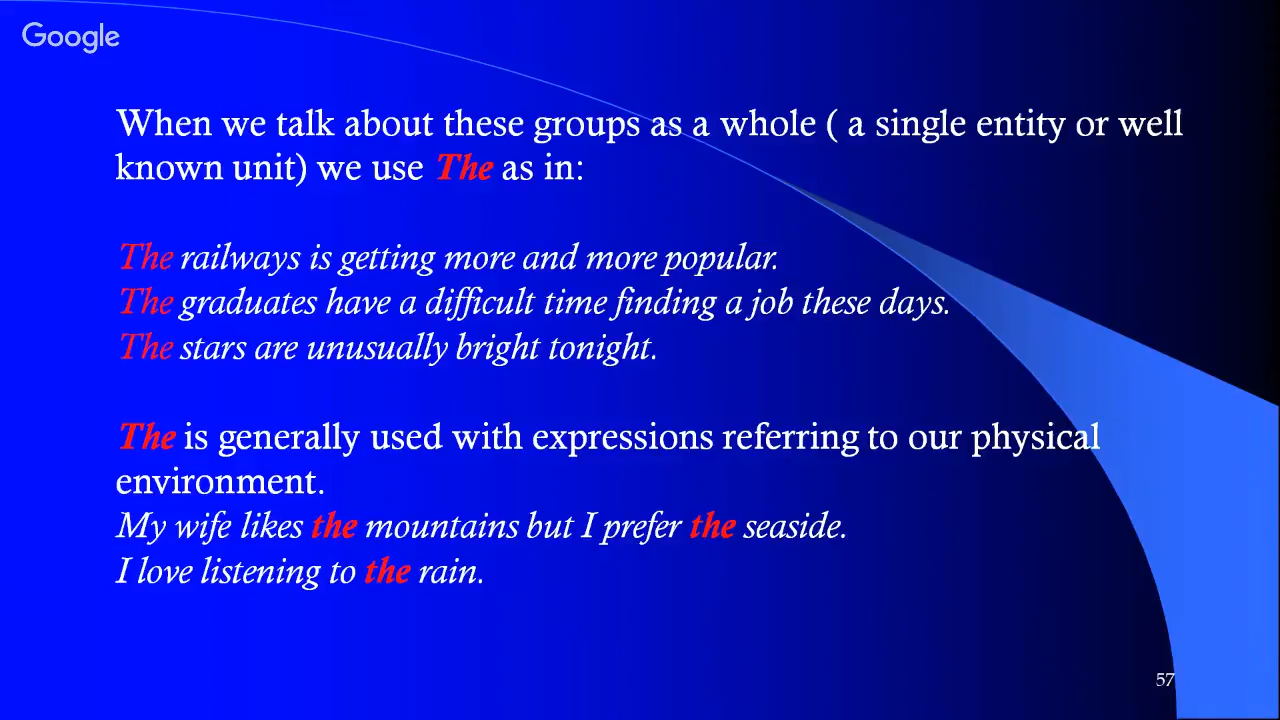 Google
When we talk about these groups as a whole ( a single entity or well
known unit) we use The as in:
The railways is getting more and more popular.
The graduates have a difficult time finding a job these days.
The stars are unusually bright tonight.
The is generally used with expressions referring to our physical
environment.
My wife likes the mountains but I prefer the seaside.
I love listening to the rain.
57